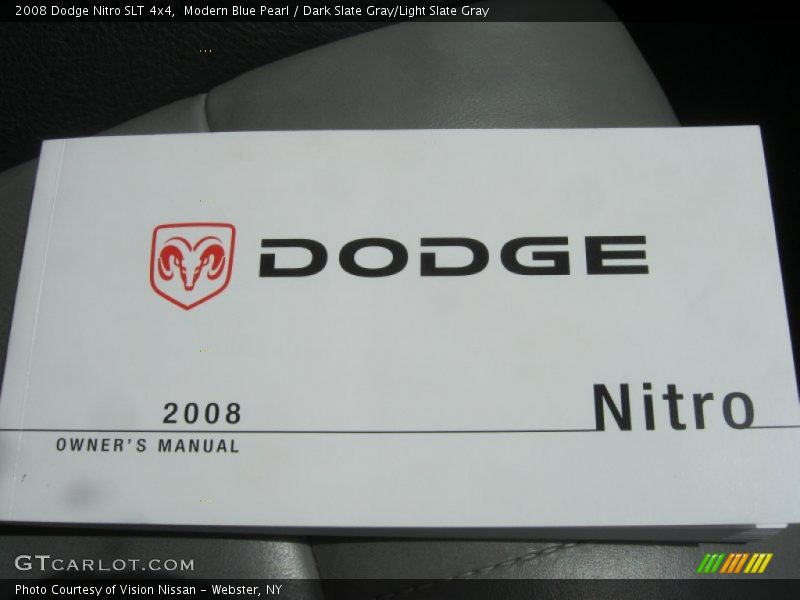 2008 Dodge Nitro SLT 4x4,  Modern Blue Pearl / Dark Slate Gray/Light Slate Gray
DODGE
2008
Nitro
OWNER'S MANUAL
GTCARLOT.COM
Photo Courtesy of Vision Nissan - Webster, NY